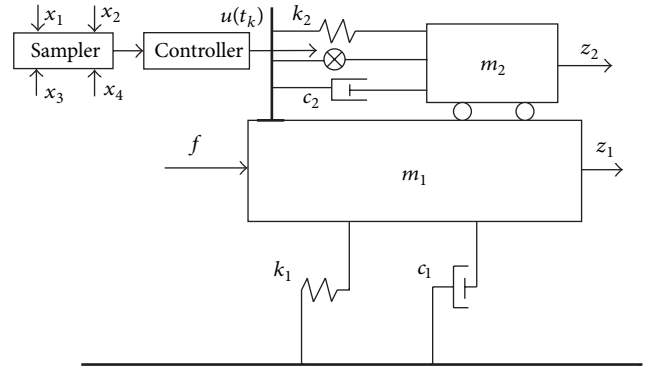 x₁ x₂
Sampler
x₃ x₄
Controller
u(tₖ)
k₂
c₂
m₂
z₂
f
m₁
z₁
k₁
c₁